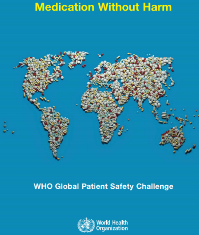 Medication Without Harm
WHO Global Patient Safety Challenge
World Health
Organization